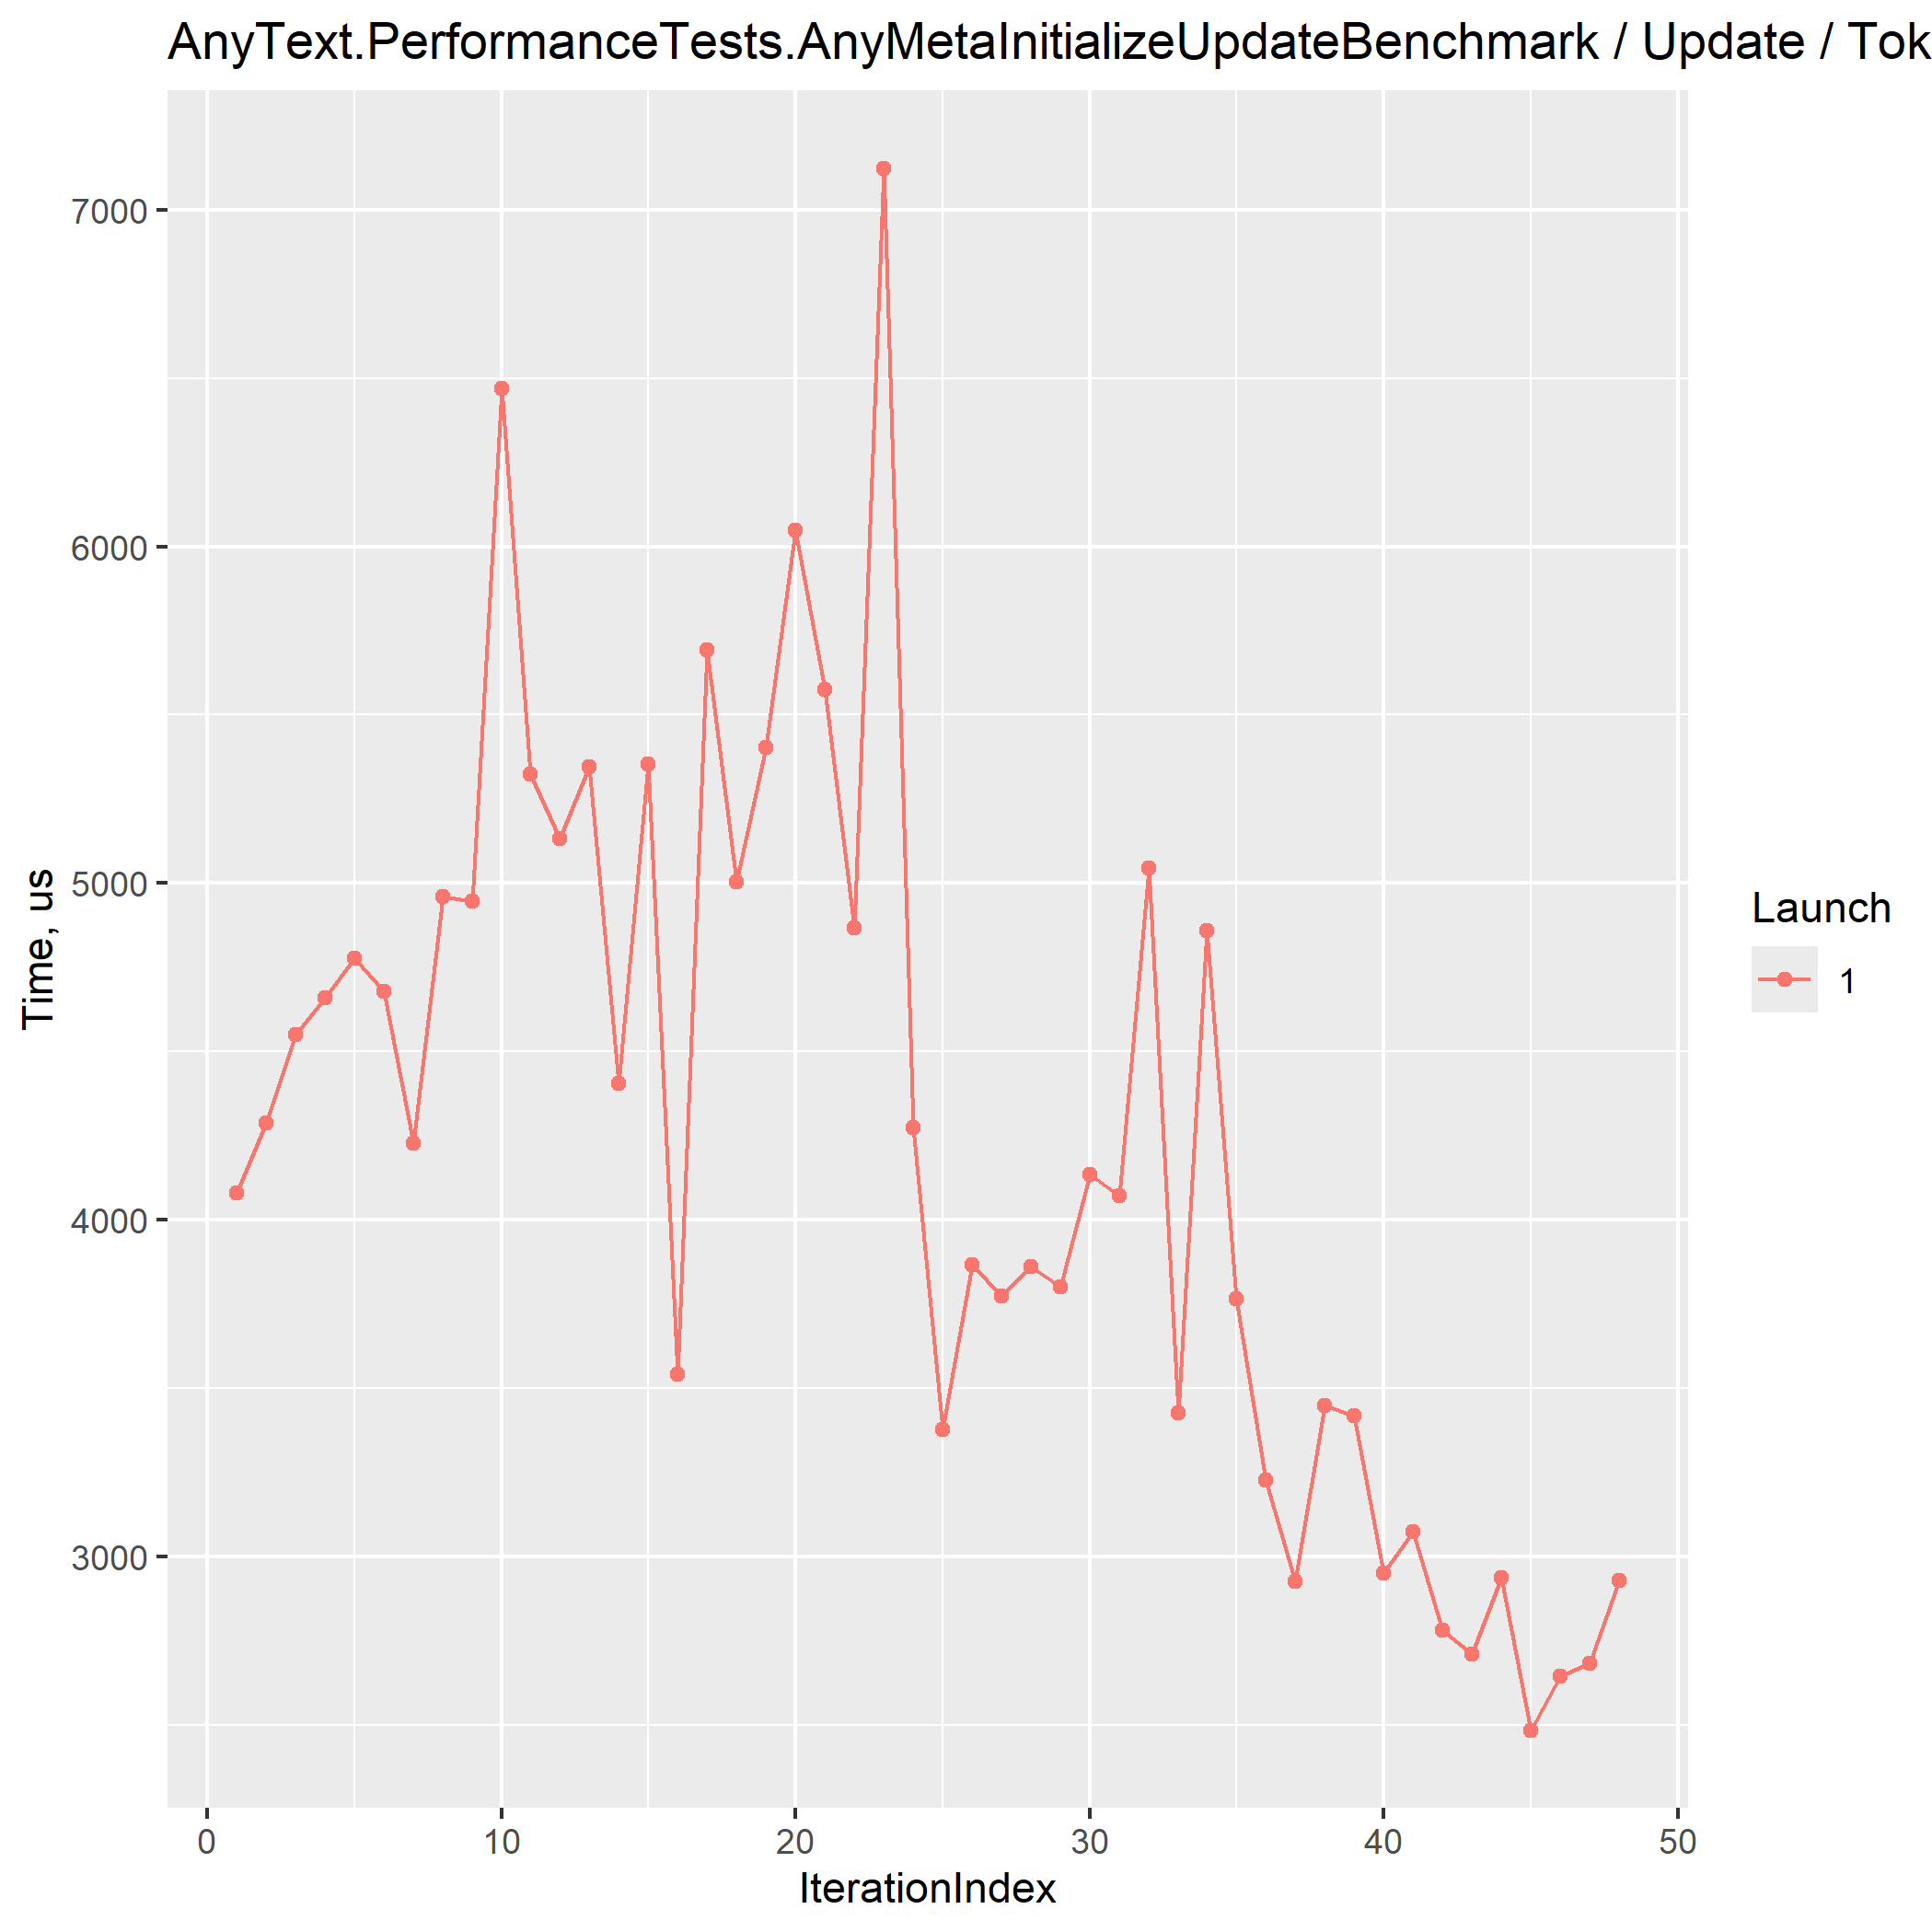 AnyText.PerformanceTests.AnyMetaInitializeUpdateBenchmark / Update / Tok
7000
6000
5000
4000
3000
Time, us
0 10 20 30 40 50
IterationIndex
Launch
1